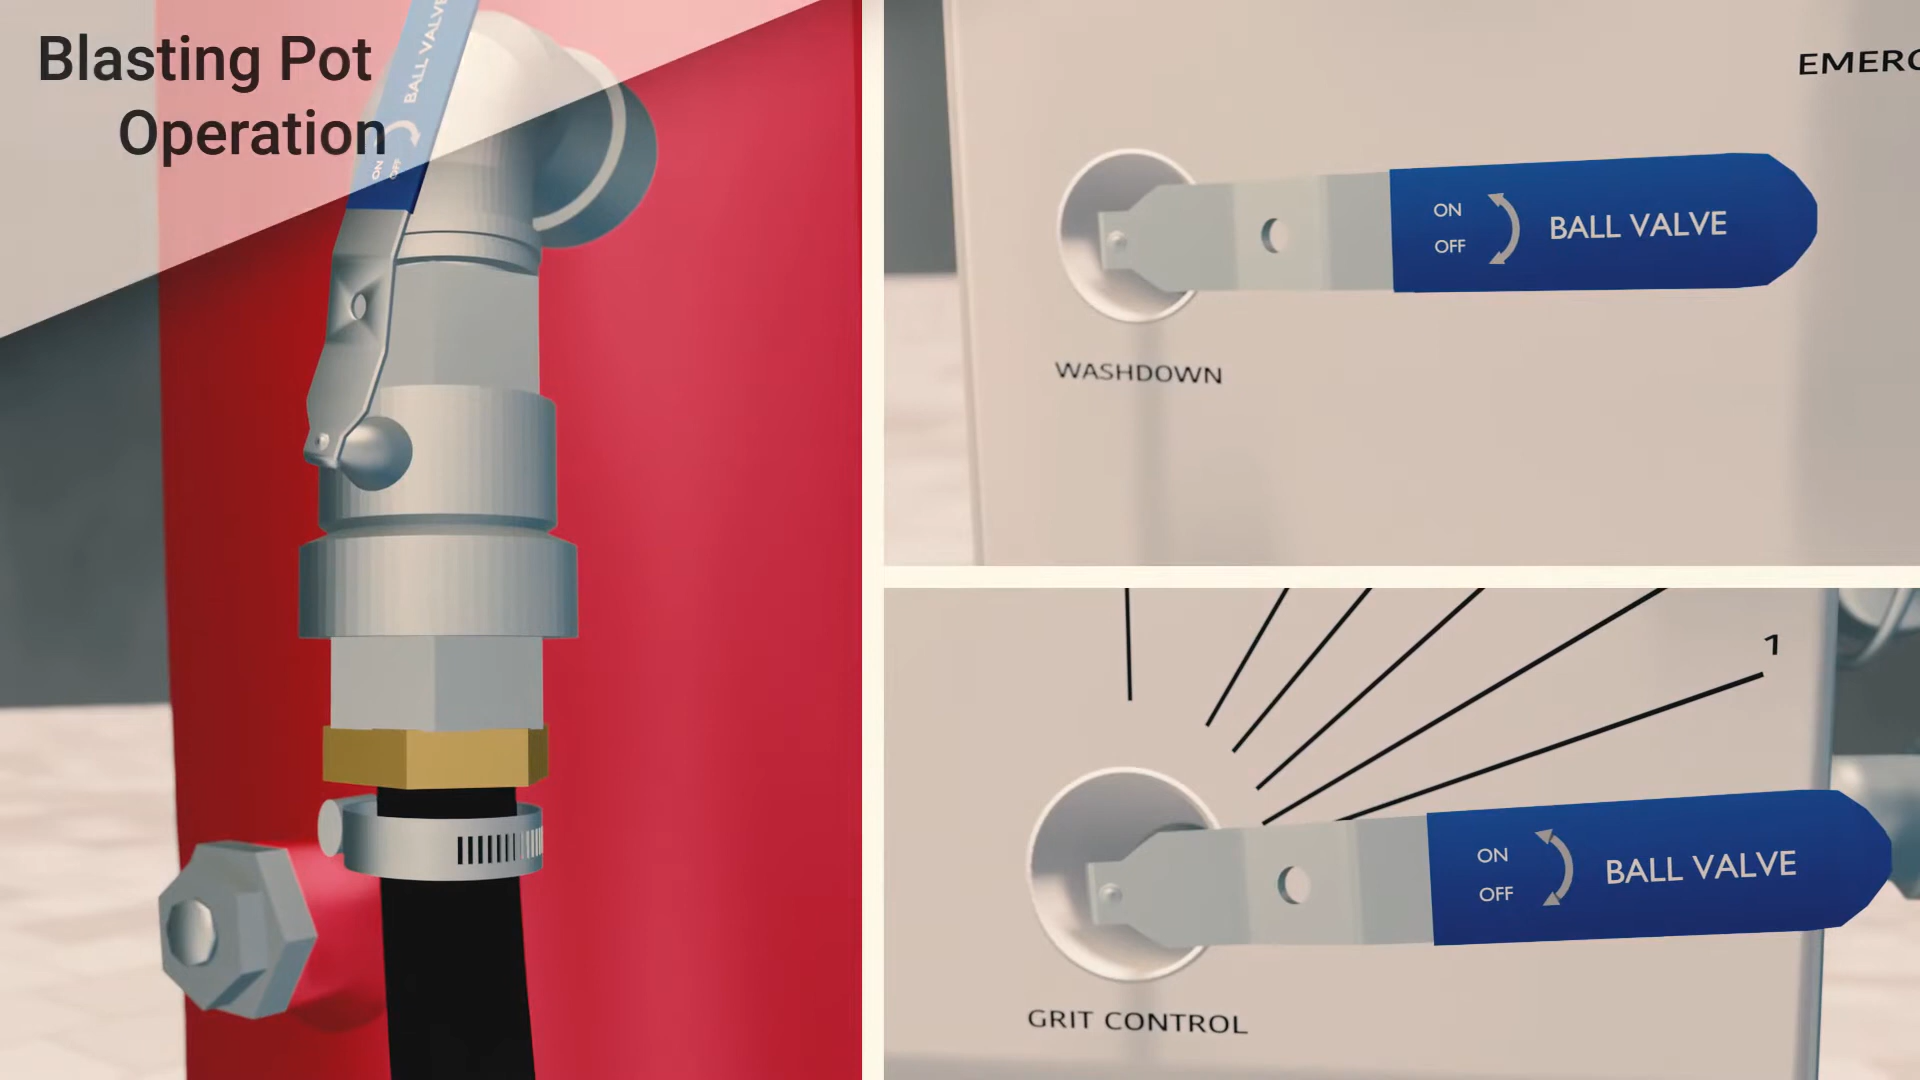 Blasting Pot
Operation
BALL VALVE
ON
OFF
EMERG
ON
OFF
BALL VALVE
WASHDOWN
1
ON
OFF
BALL VALVE
GRIT CONTROL